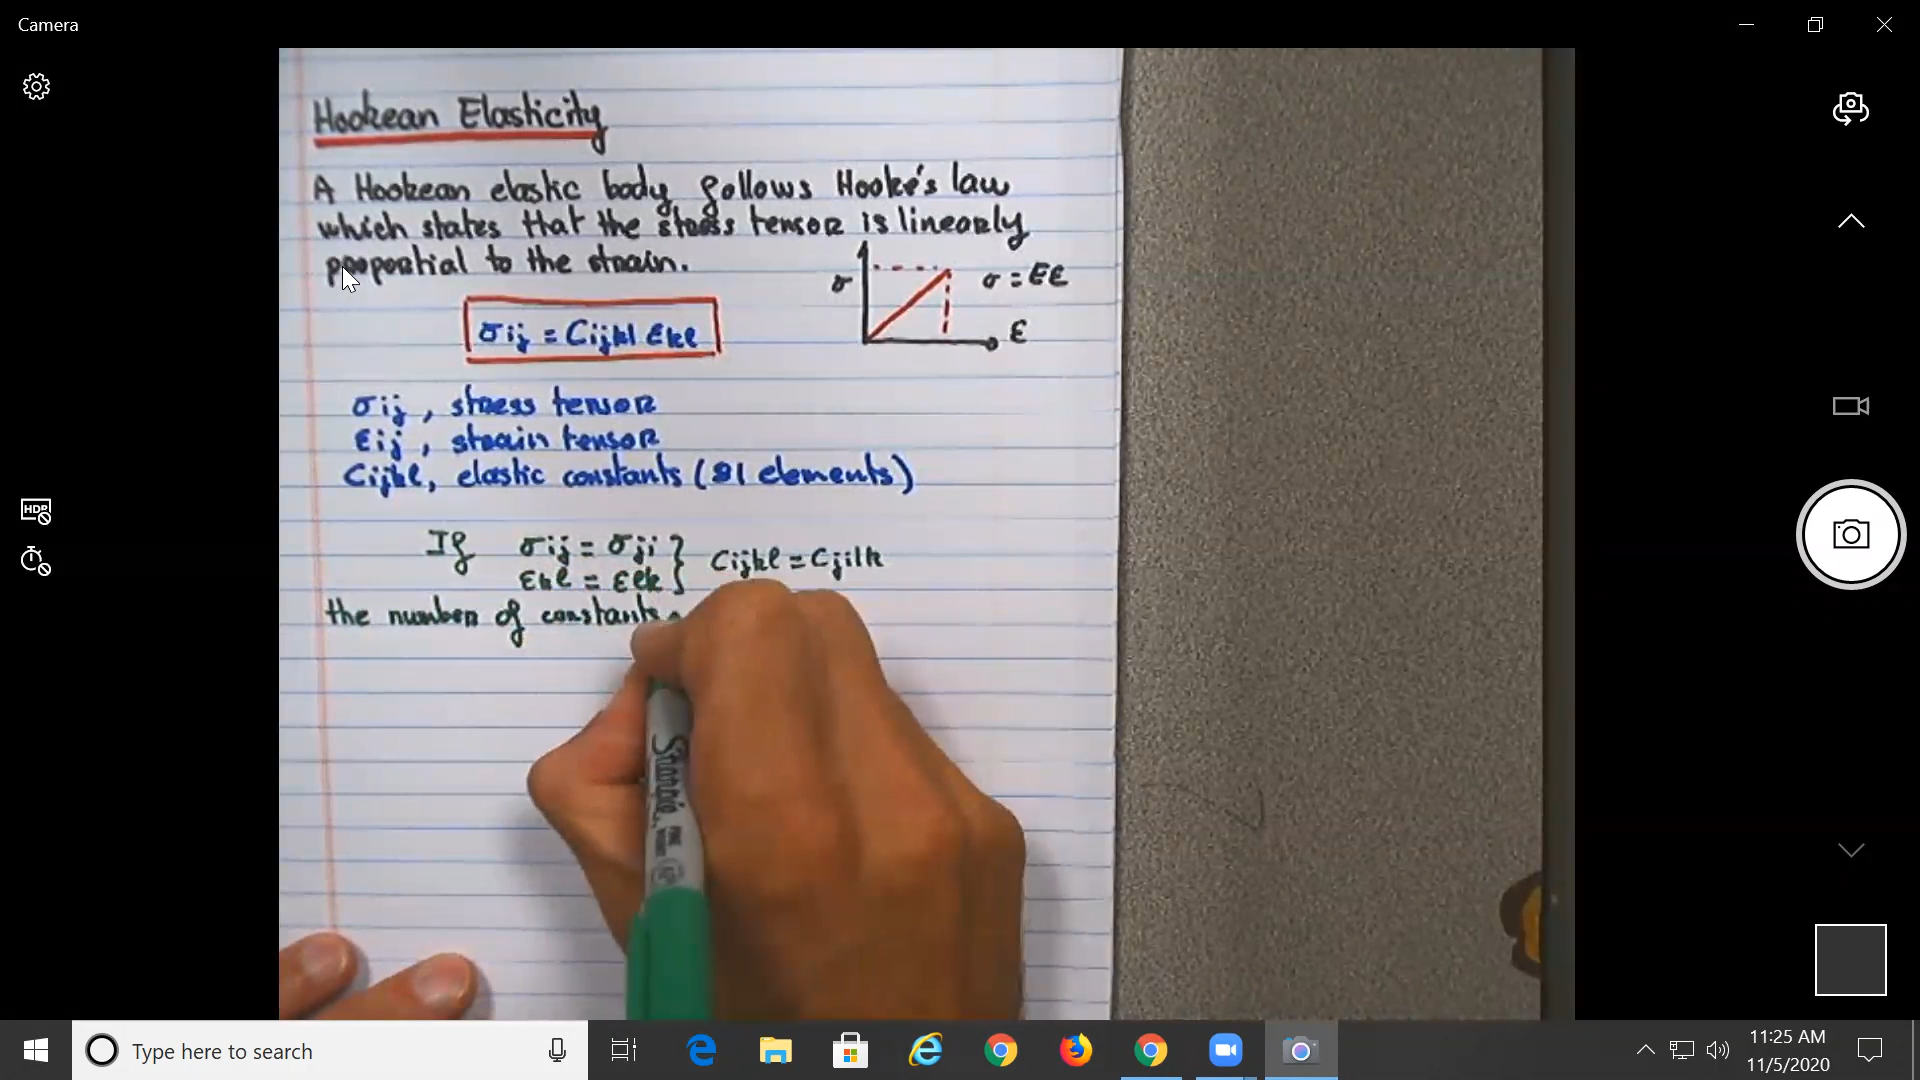 Camera
Hookean Elasticity
A Hookean elastic body follows Hooke's law
which states that the stress tensor is linearly
proportial to the strain.
σ
σ = Eε
ε
σij = Cijkl εkl
σij, stress tensor
εij, strain tensor
Cijkl, elastic constants (81 elements)
If σij = σji } Cijkl = Cjilk
εkl = εlk
the number of constants
Sharpie
FINE
HDR
Type here to search
11:25 AM
11/5/2020